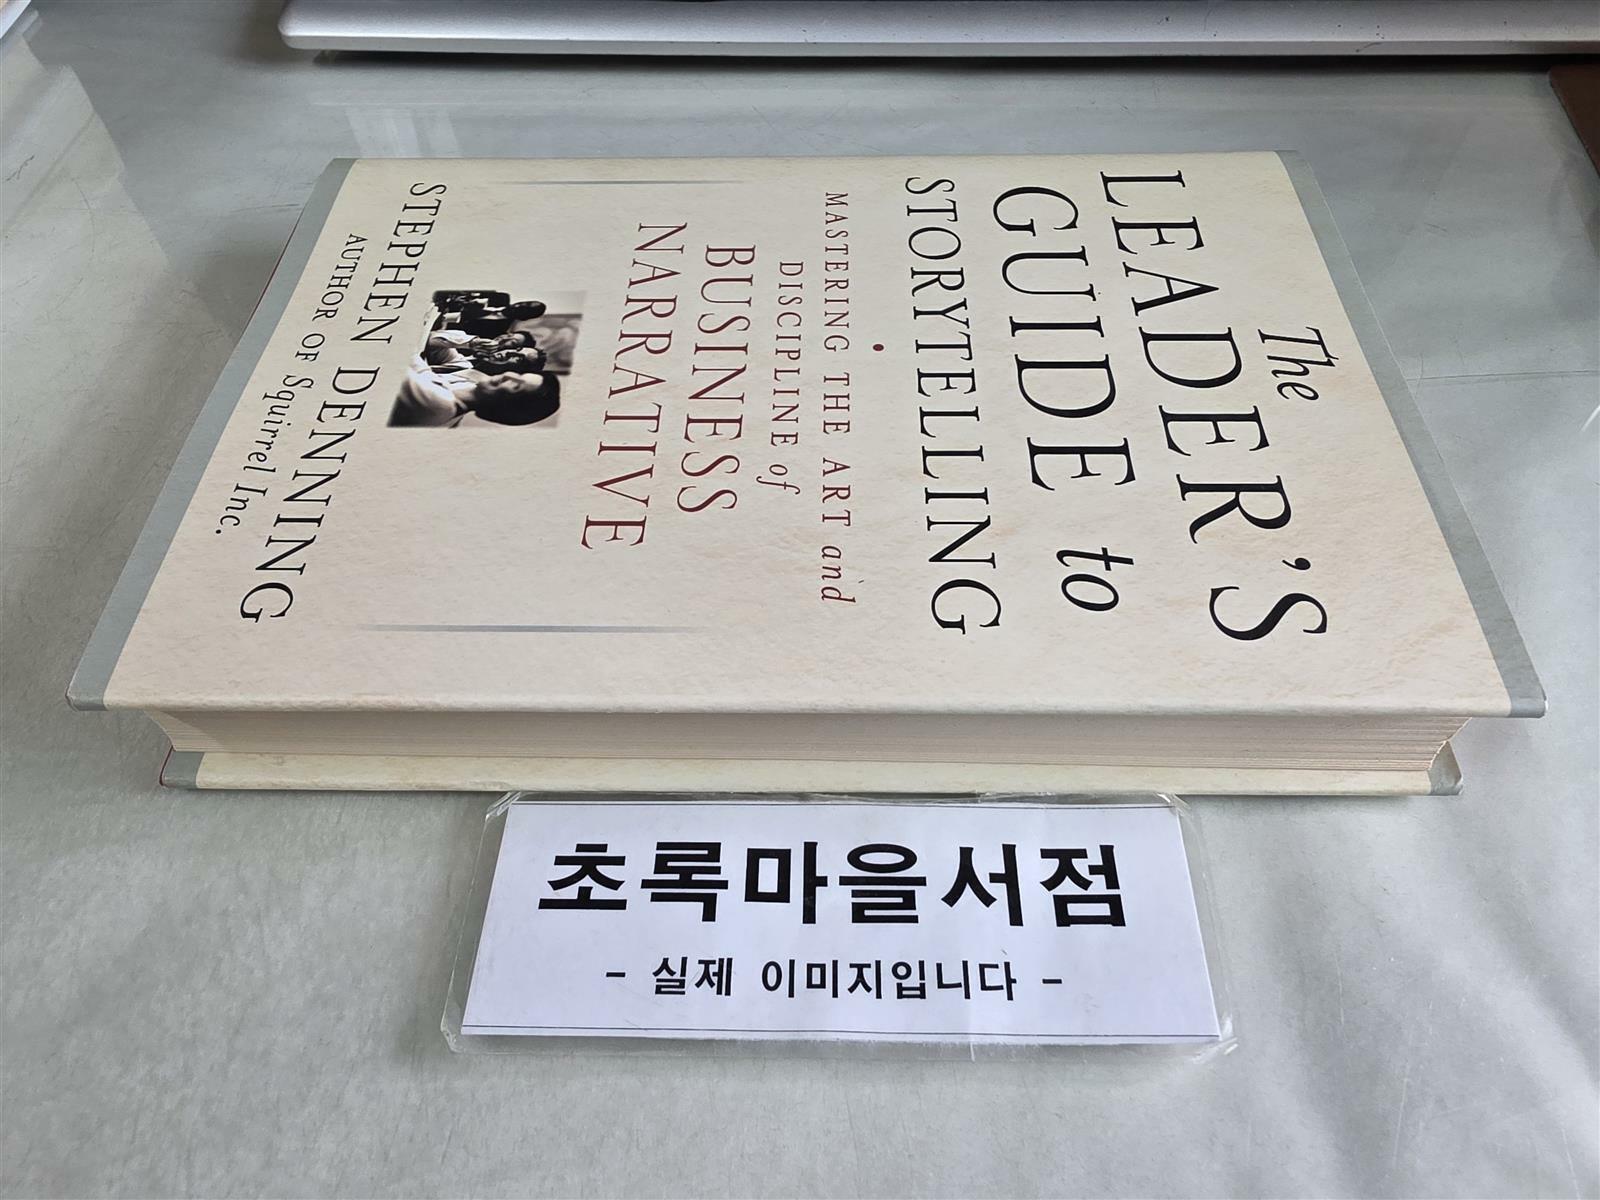 The
LEADER'S
GUIDE to
STORYTELLING
MASTERING THE ART and
DISCIPLINE of
BUSINESS
NARRATIVE
STEPHEN DENNING
AUTHOR OF Squirrel Inc.
초록마을서점
- 실제 이미지입니다 -